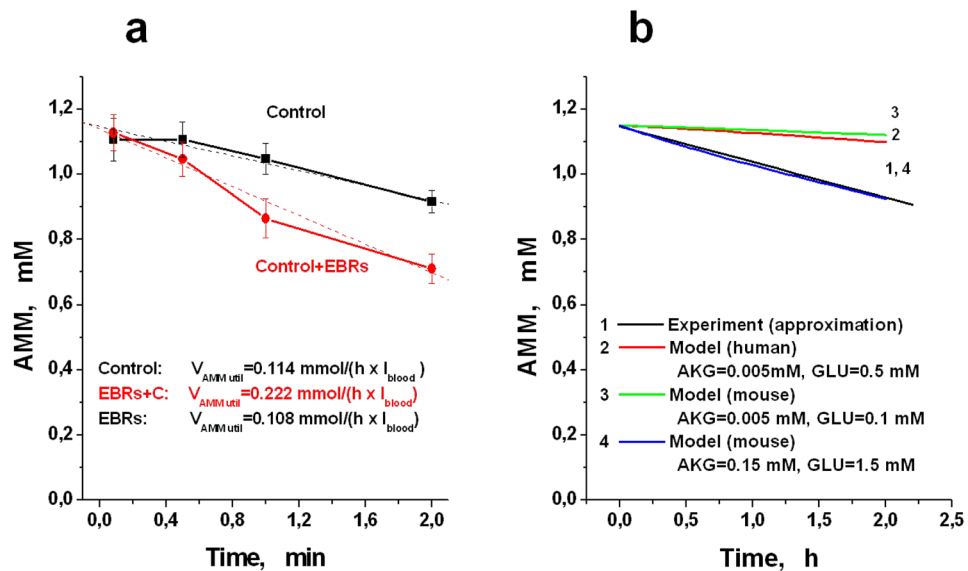 a
Control
Control+EBRs
Control: V AMM util=0.114 mmol/(h x l blood )
EBRs+C: V AMM util=0.222 mmol/(h x l blood)
EBRs: V AMM util=0.108 mmol/(h x l blood)
AMM, mM
1,2
1,0
0,8
0,6
0,4
0,2
0,0
0,0 0,4 0,8 1,2 1,6 2,0
Time, min
b
3
2
1, 4
1 Experiment (approximation)
2 Model (human)
AKG=0.005mM, GLU=0.5 mM
3 Model (mouse)
AKG=0.005 mM, GLU=0.1 mM
4 Model (mouse)
AKG=0.15 mM, GLU=1.5 mM
AMM, mM
1,2
1,0
0,8
0,6
0,4
0,2
0,0
0,0 0,5 1,0 1,5 2,0 2,5
Time, h